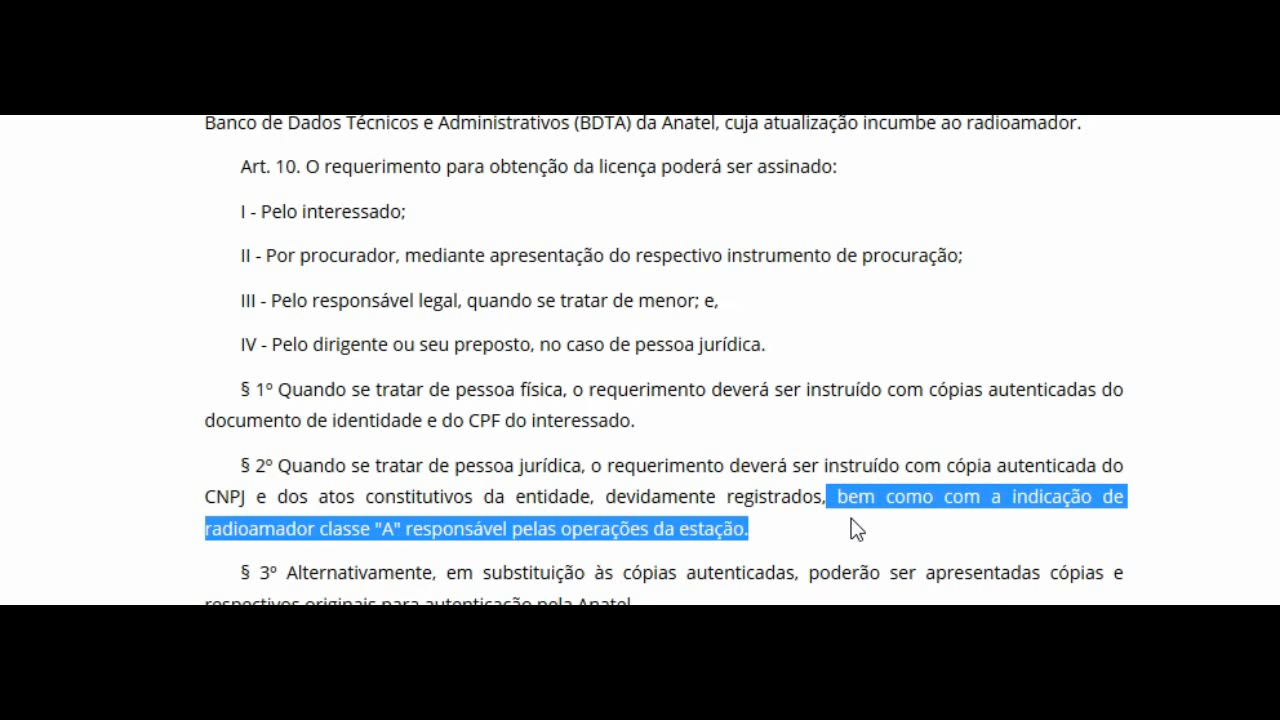 Banco de Dados Técnicos e Administrativos (BDTA) da Anatel, cuja atualização incumbe ao radioamador.
Art. 10. O requerimento para obtenção da licença poderá ser assinado:
I - Pelo interessado;
II - Por procurador, mediante apresentação do respectivo instrumento de procuração;
III - Pelo responsável legal, quando se tratar de menor; e,
IV - Pelo dirigente ou seu preposto, no caso de pessoa jurídica.
§ 1º Quando se tratar de pessoa física, o requerimento deverá ser instruído com cópias autenticadas do
documento de identidade e do CPF do interessado.
§ 2º Quando se tratar de pessoa jurídica, o requerimento deverá ser instruído com cópia autenticada do
CNPJ e dos atos constitutivos da entidade, devidamente registrados, bem como com a indicação de
radioamador classe "A" responsável pelas operações da estação.
§ 3º Alternativamente, em substituição às cópias autenticadas, poderão ser apresentadas cópias e
respectivos originais para autenticação pela Anatel.